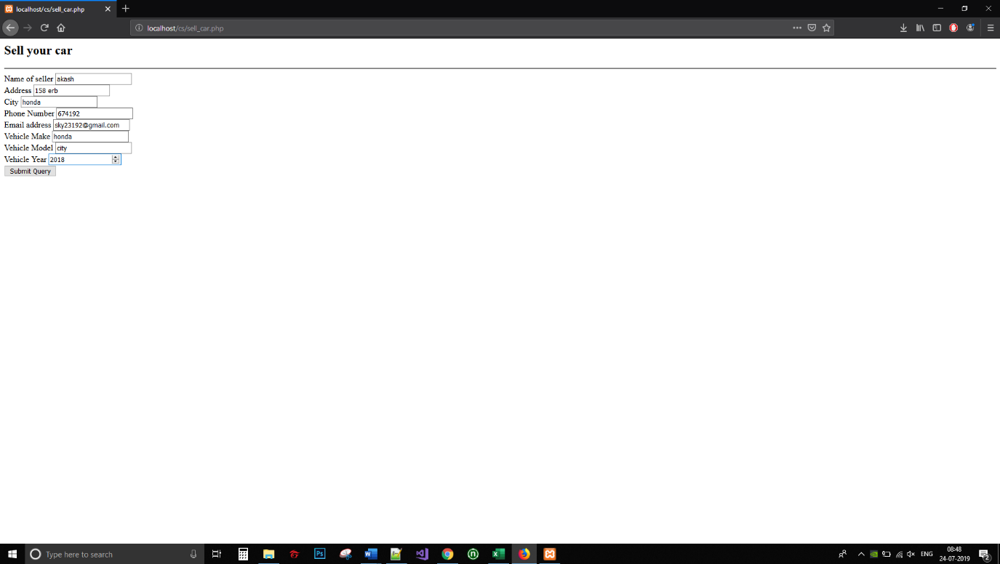 localhost/cs/sell_car.php
localhost/cs/sell_car.php
Sell your car
Name of seller akash
Address 158 erb
City honda
Phone Number 674192
Email address sky23192@gmail.com
Vehicle Make honda
Vehicle Model city
Vehicle Year 2018
Submit Query
Type here to search
Ps
ENG
08:48
24-07-2019
2